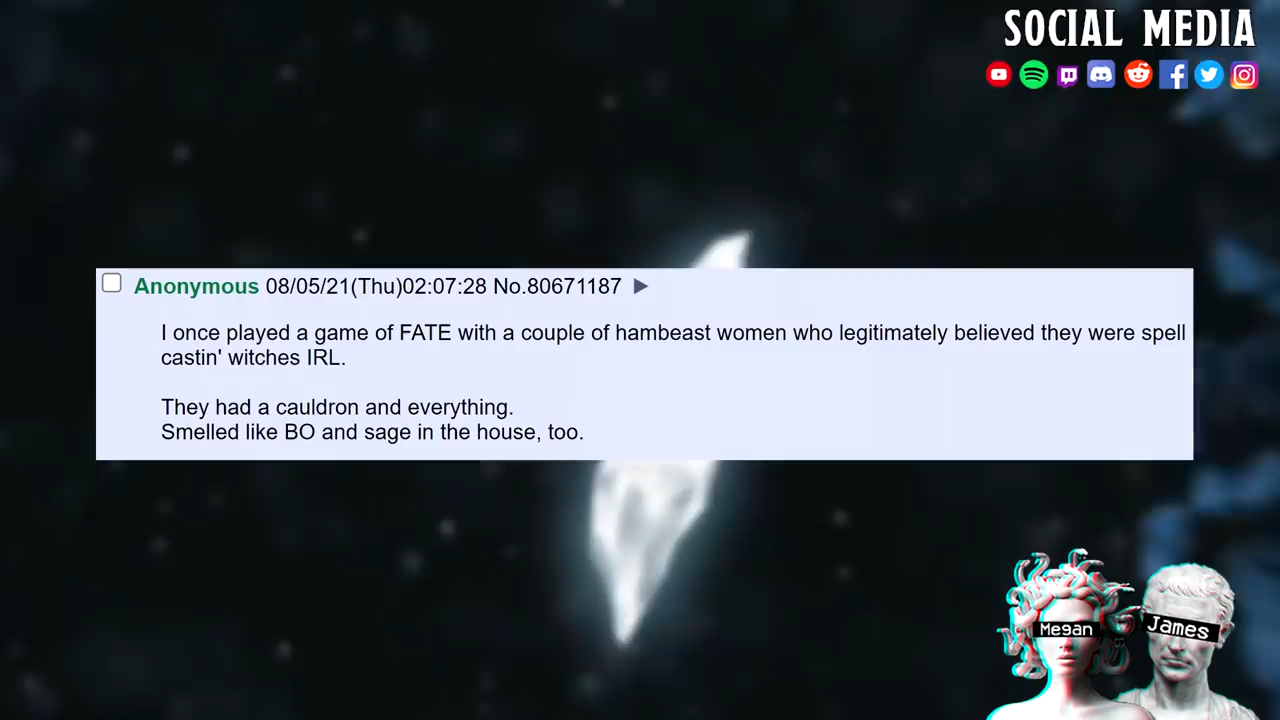 SOCIAL MEDIA
Anonymous 08/05/21(Thu)02:07:28 No.80671187 ▶
I once played a game of FATE with a couple of hambeast women who legitimately believed they were spell
castin' witches IRL.
They had a cauldron and everything.
Smelled like BO and sage in the house, too.
Megan
James